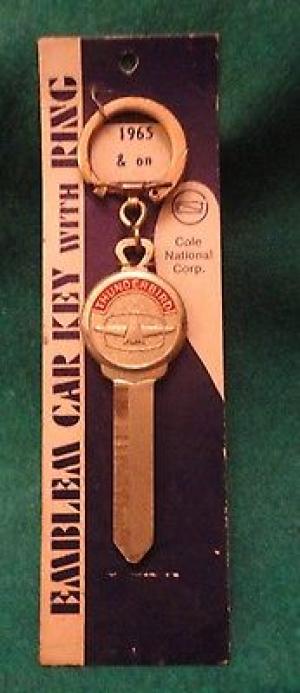 EMBLEM CAR KEY WITH RING
1965
& on
Cole
National
Corp.
THUNDERBIRD